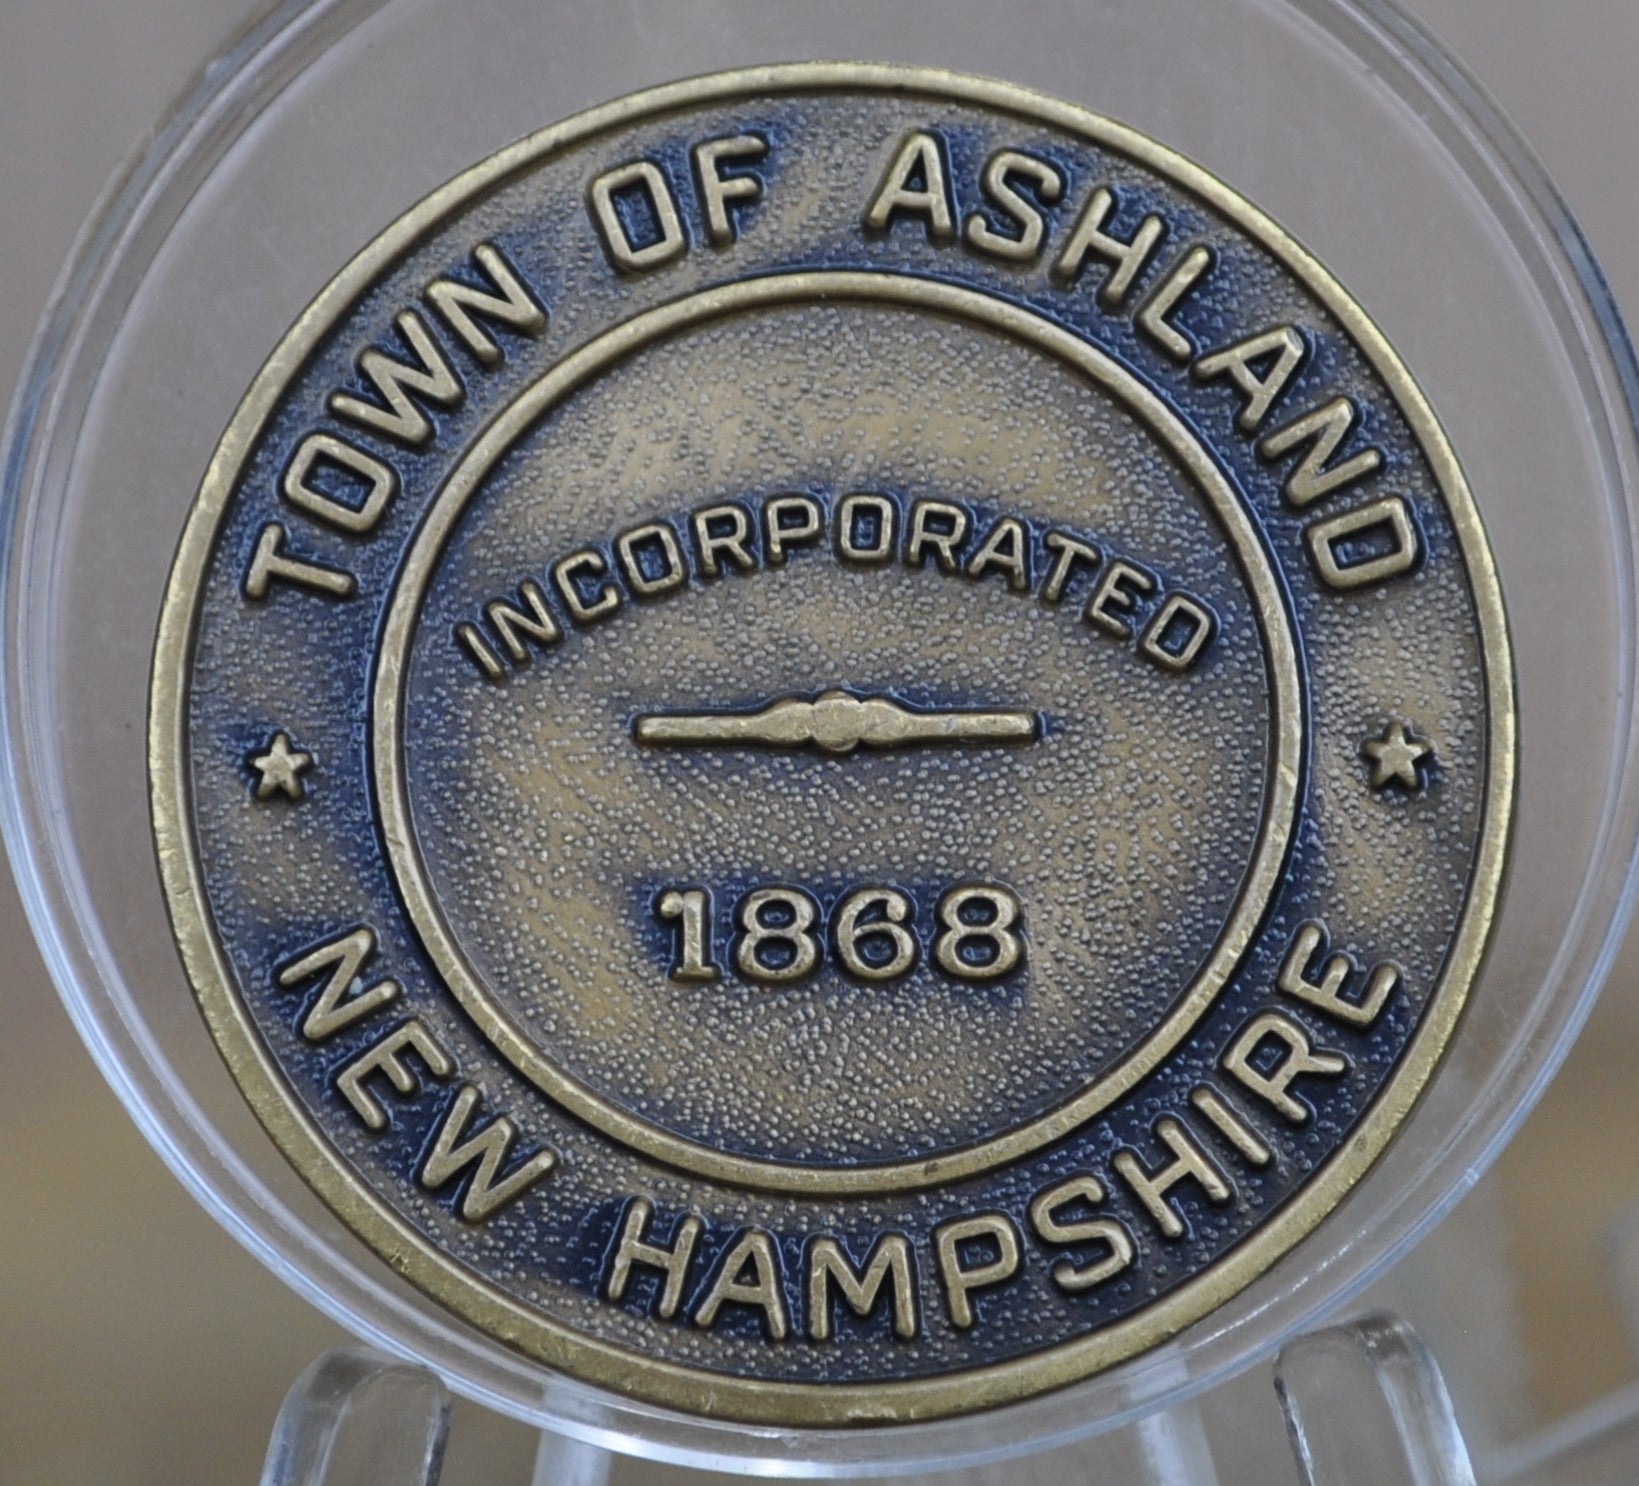 TOWN OF ASHLAND
INCORPORATED
1868
NEW HAMPSHIRE